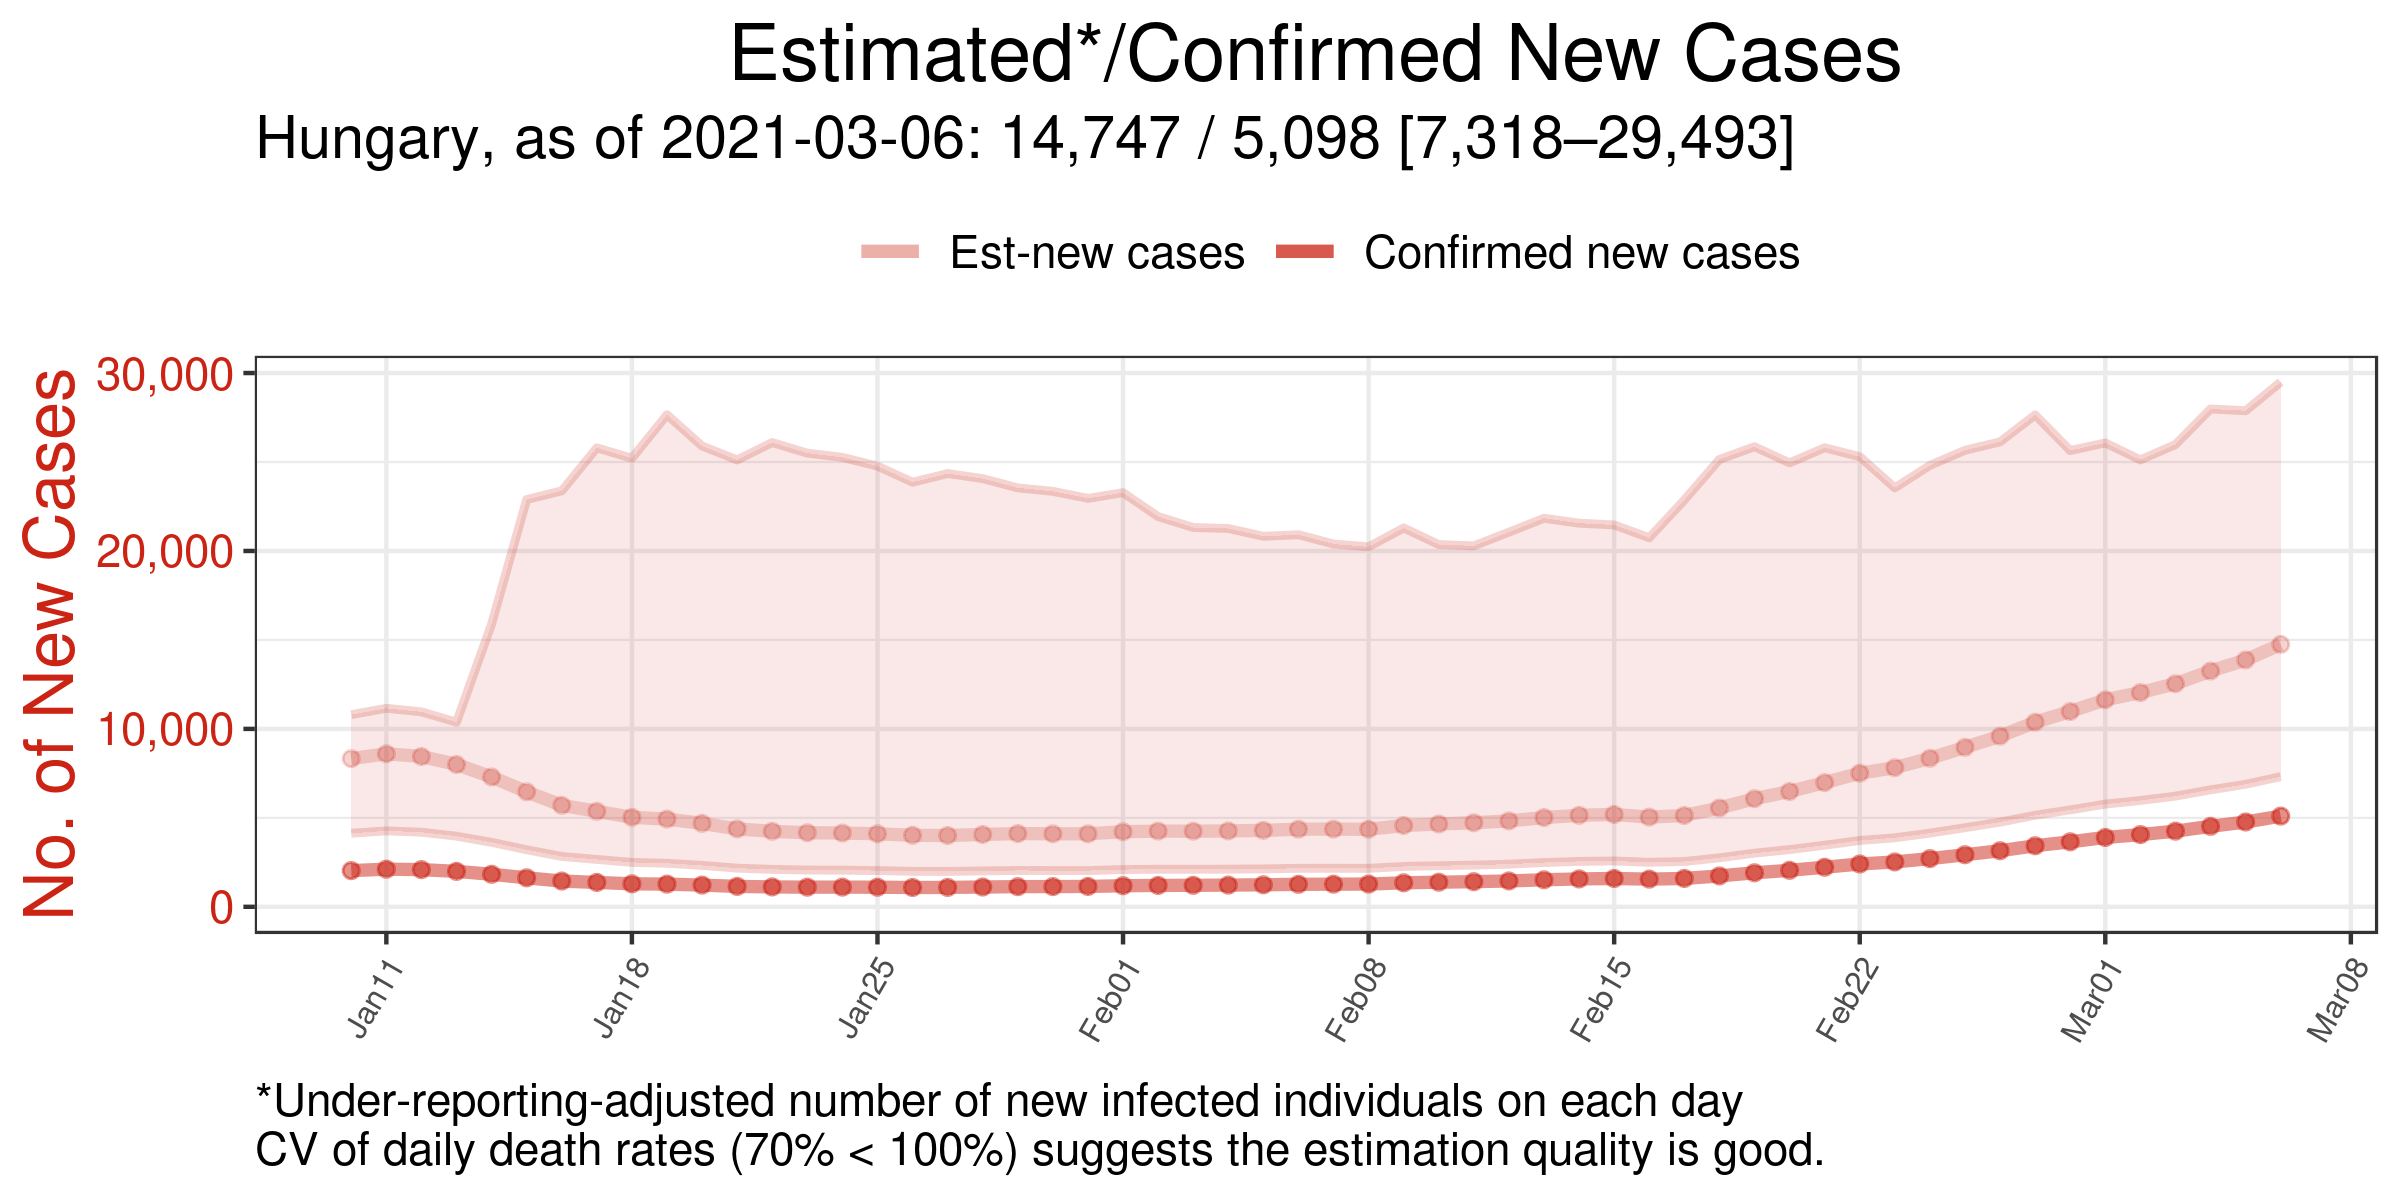 Estimated*/Confirmed New Cases
Hungary, as of 2021-03-06: 14,747 / 5,098 [7,318–29,493]
Est-new cases
Confirmed new cases
No. of New Cases
30,000
20,000
10,000
0
Jan11
Jan18
Jan25
Feb01
Feb08
Feb15
Feb22
Mar01
Mar08
*Under-reporting-adjusted number of new infected individuals on each day
CV of daily death rates (70% < 100%) suggests the estimation quality is good.